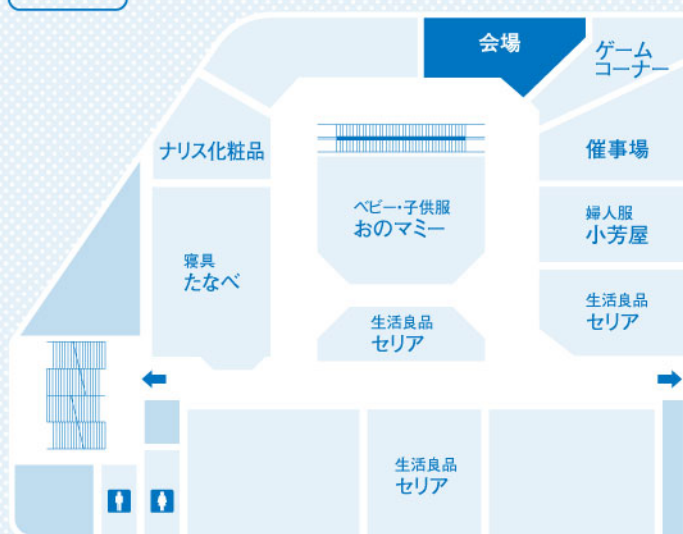 会場
ゲーム
コーナー
ナリス化粧品
催事場
ベビー・子供服
おのマミー
婦人服
小芳屋
寝具
たなべ
生活良品
セリア
生活良品
セリア
生活良品
セリア